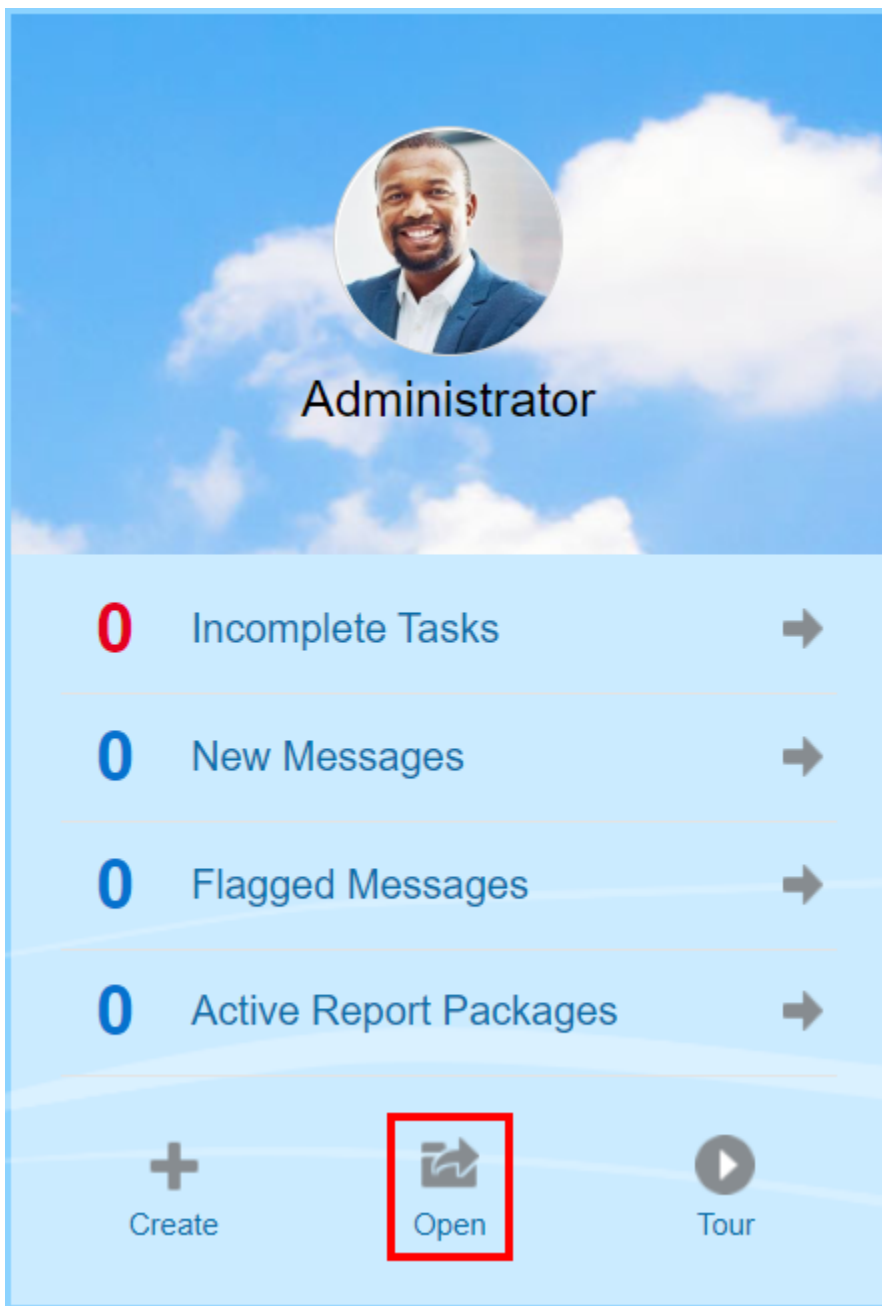 Administrator
0 Incomplete Tasks
0 New Messages
0 Flagged Messages
0 Active Report Packages
Create Open Tour